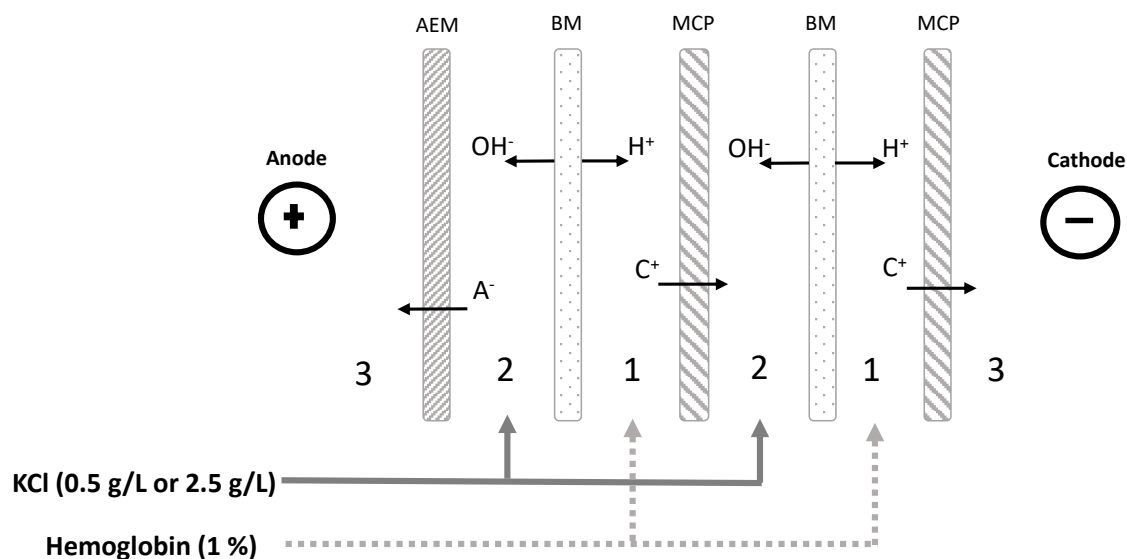 AEM BM MCP BM MCP
OH⁻ H⁺ OH⁻ H⁺
Anode Cathode
+ −
C⁺ C⁺
A⁻
3 2 1 2 1 3
KCl (0.5 g/L or 2.5 g/L)
Hemoglobin (1 %)